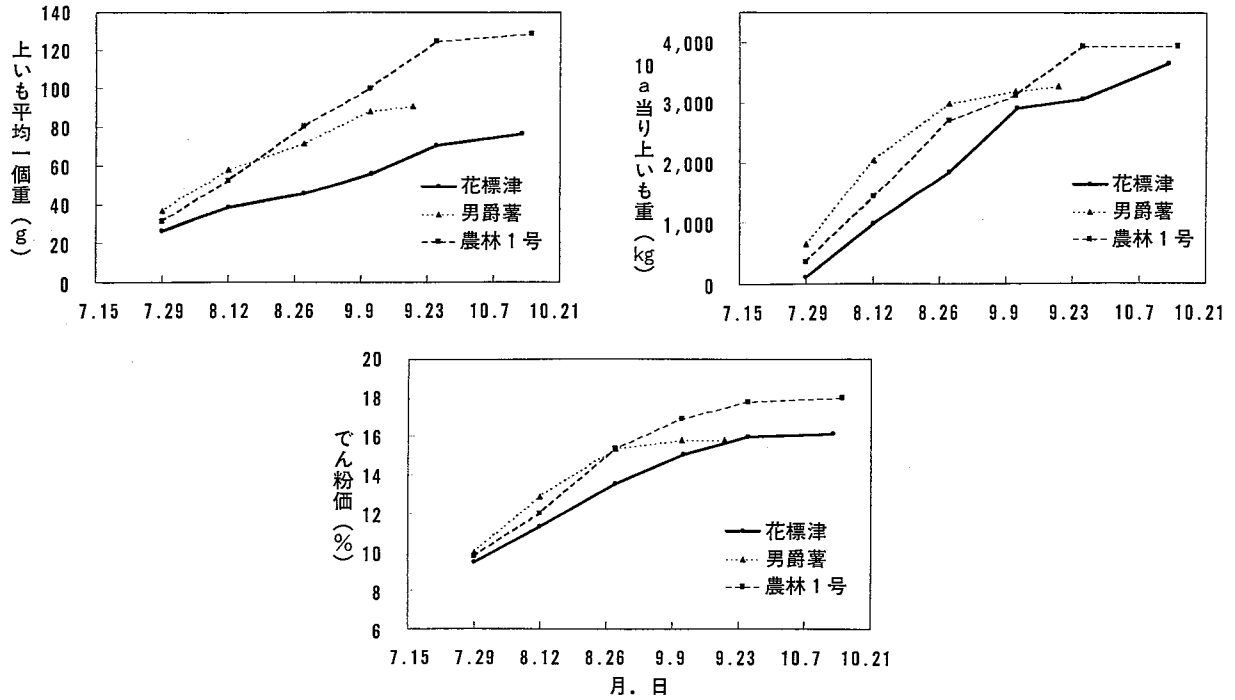 上いも平均一個重（g）
140
120
100
80
60
40
20
0
7.15 7.29 8.12 8.26 9.9 9.23 10.7 10.21
花標津
男爵薯
農林1号
10a当り上いも重（kg）
4,000
3,000
2,000
1,000
0
7.15 7.29 8.12 8.26 9.9 9.23 10.7 10.21
花標津
男爵薯
農林1号
でん粉価（%）
20
18
16
14
12
10
8
6
7.15 7.29 8.12 8.26 9.9 9.23 10.7 10.21
花標津
男爵薯
農林1号
月．日